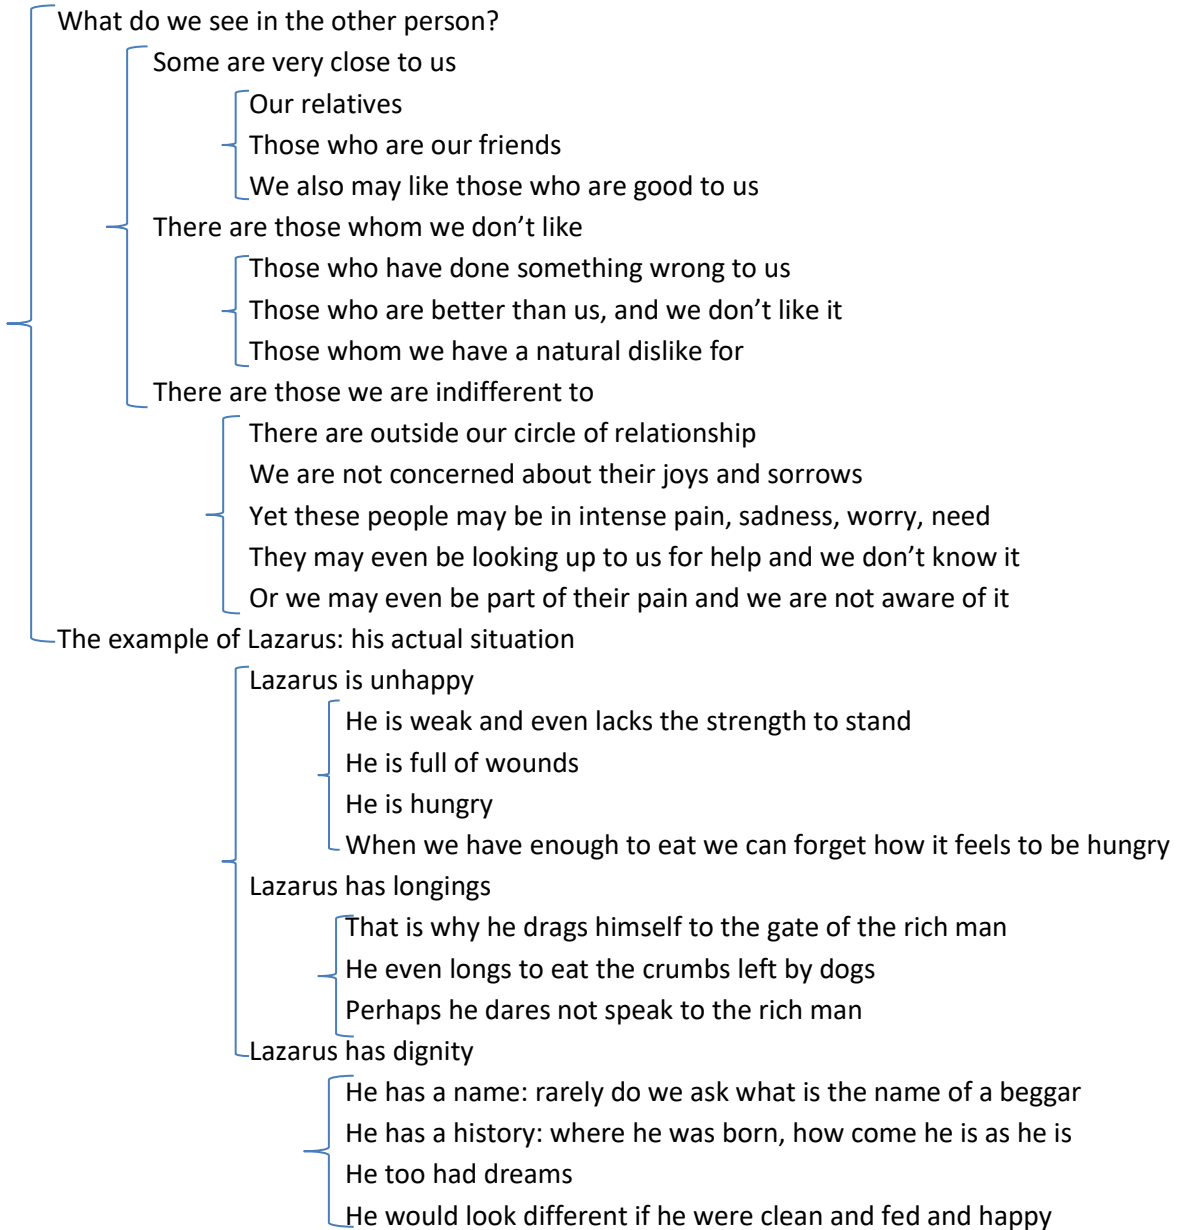 What do we see in the other person?
Some are very close to us
Our relatives
Those who are our friends
We also may like those who are good to us
There are those whom we don’t like
Those who have done something wrong to us
Those who are better than us, and we don’t like it
Those whom we have a natural dislike for
There are those we are indifferent to
There are outside our circle of relationship
We are not concerned about their joys and sorrows
Yet these people may be in intense pain, sadness, worry, need
They may even be looking up to us for help and we don’t know it
Or we may even be part of their pain and we are not aware of it
The example of Lazarus: his actual situation
Lazarus is unhappy
He is weak and even lacks the strength to stand
He is full of wounds
He is hungry
When we have enough to eat we can forget how it feels to be hungry
Lazarus has longings
That is why he drags himself to the gate of the rich man
He even longs to eat the crumbs left by dogs
Perhaps he dares not speak to the rich man
Lazarus has dignity
He has a name: rarely do we ask what is the name of a beggar
He has a history: where he was born, how come he is as he is
He too had dreams
He would look different if he were clean and fed and happy